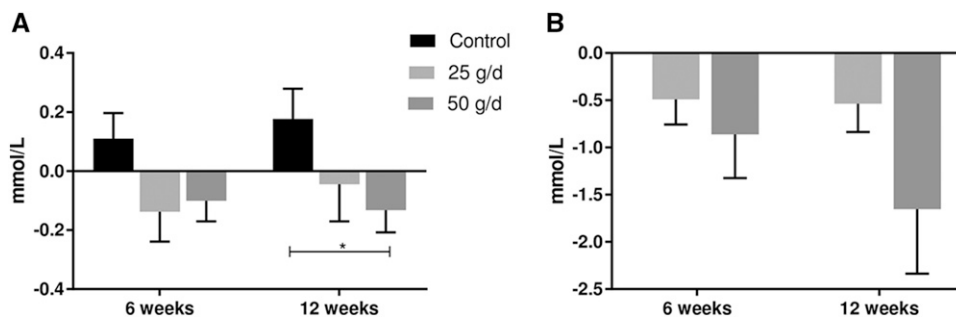 A
mmol/L
0.4
0.2
0.0
-0.2
-0.4
Control
25 g/d
50 g/d
*
6 weeks
12 weeks
B
mmol/L
0.0
-0.5
-1.0
-1.5
-2.0
-2.5
6 weeks
12 weeks